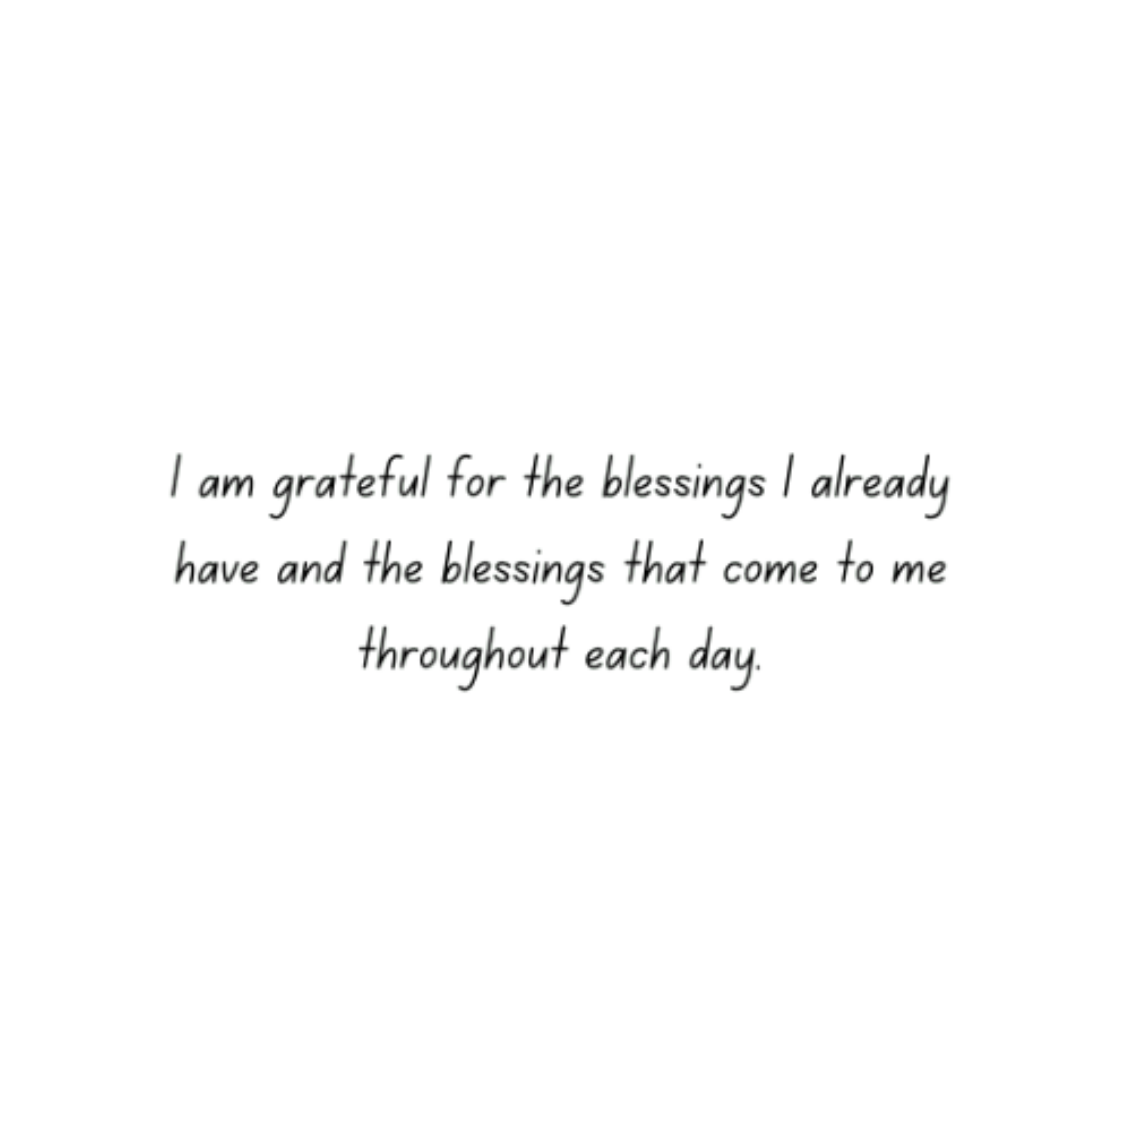 I am grateful for the blessings I already
have and the blessings that come to me
throughout each day.